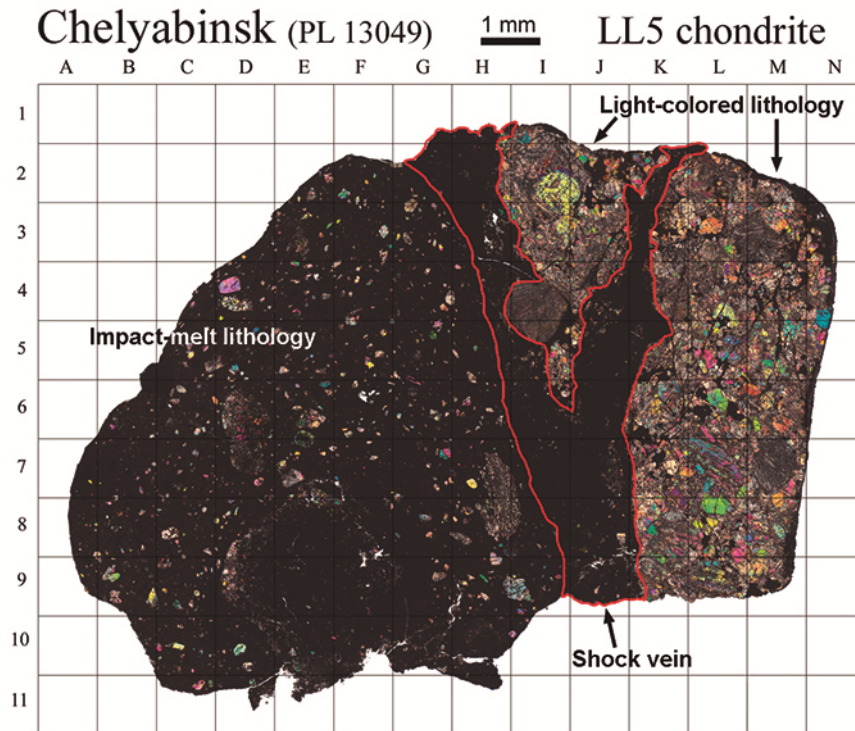 Chelyabinsk (PL 13049)
1 mm
LL5 chondrite
A B C D E F G H I J K L M N
1
Light-colored lithology
2
3
4
Impact-melt lithology
5
6
7
8
9
10
Shock vein
11